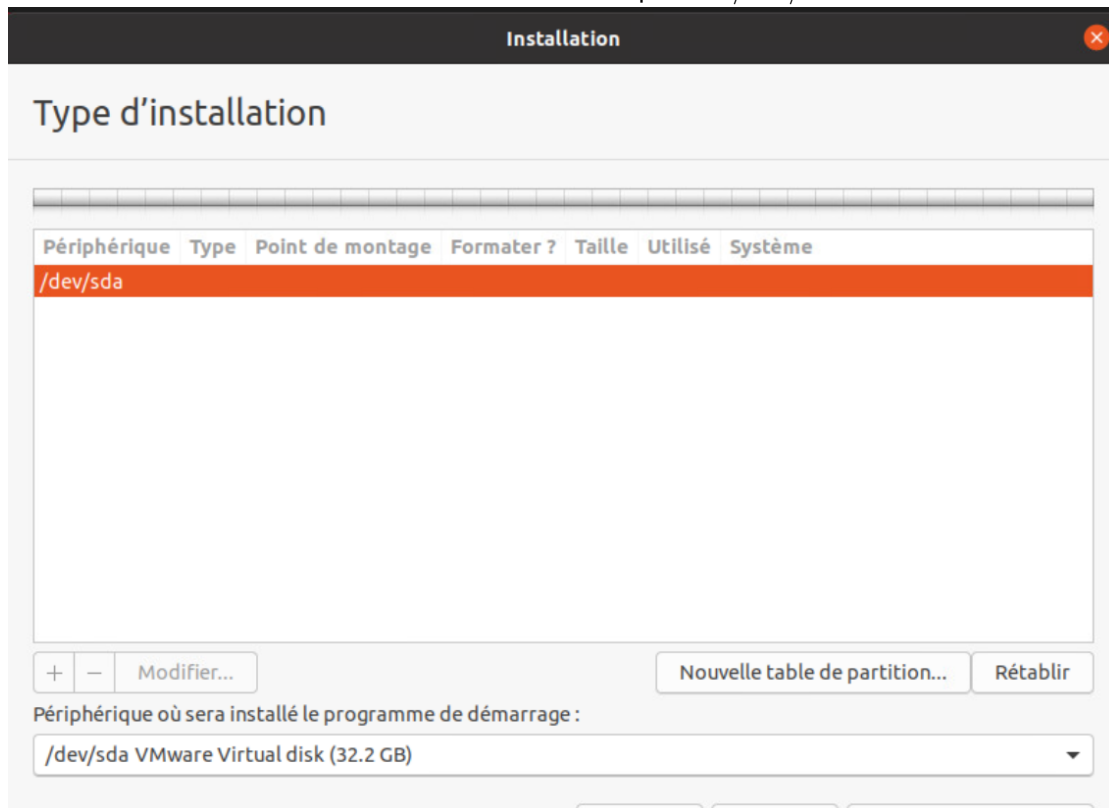 Installation
Type d’installation
Périphérique Type Point de montage Formater ? Taille Utilisé Système
/dev/sda
+ − Modifier... Nouvelle table de partition... Rétablir
Périphérique où sera installé le programme de démarrage :
/dev/sda VMware Virtual disk (32.2 GB)